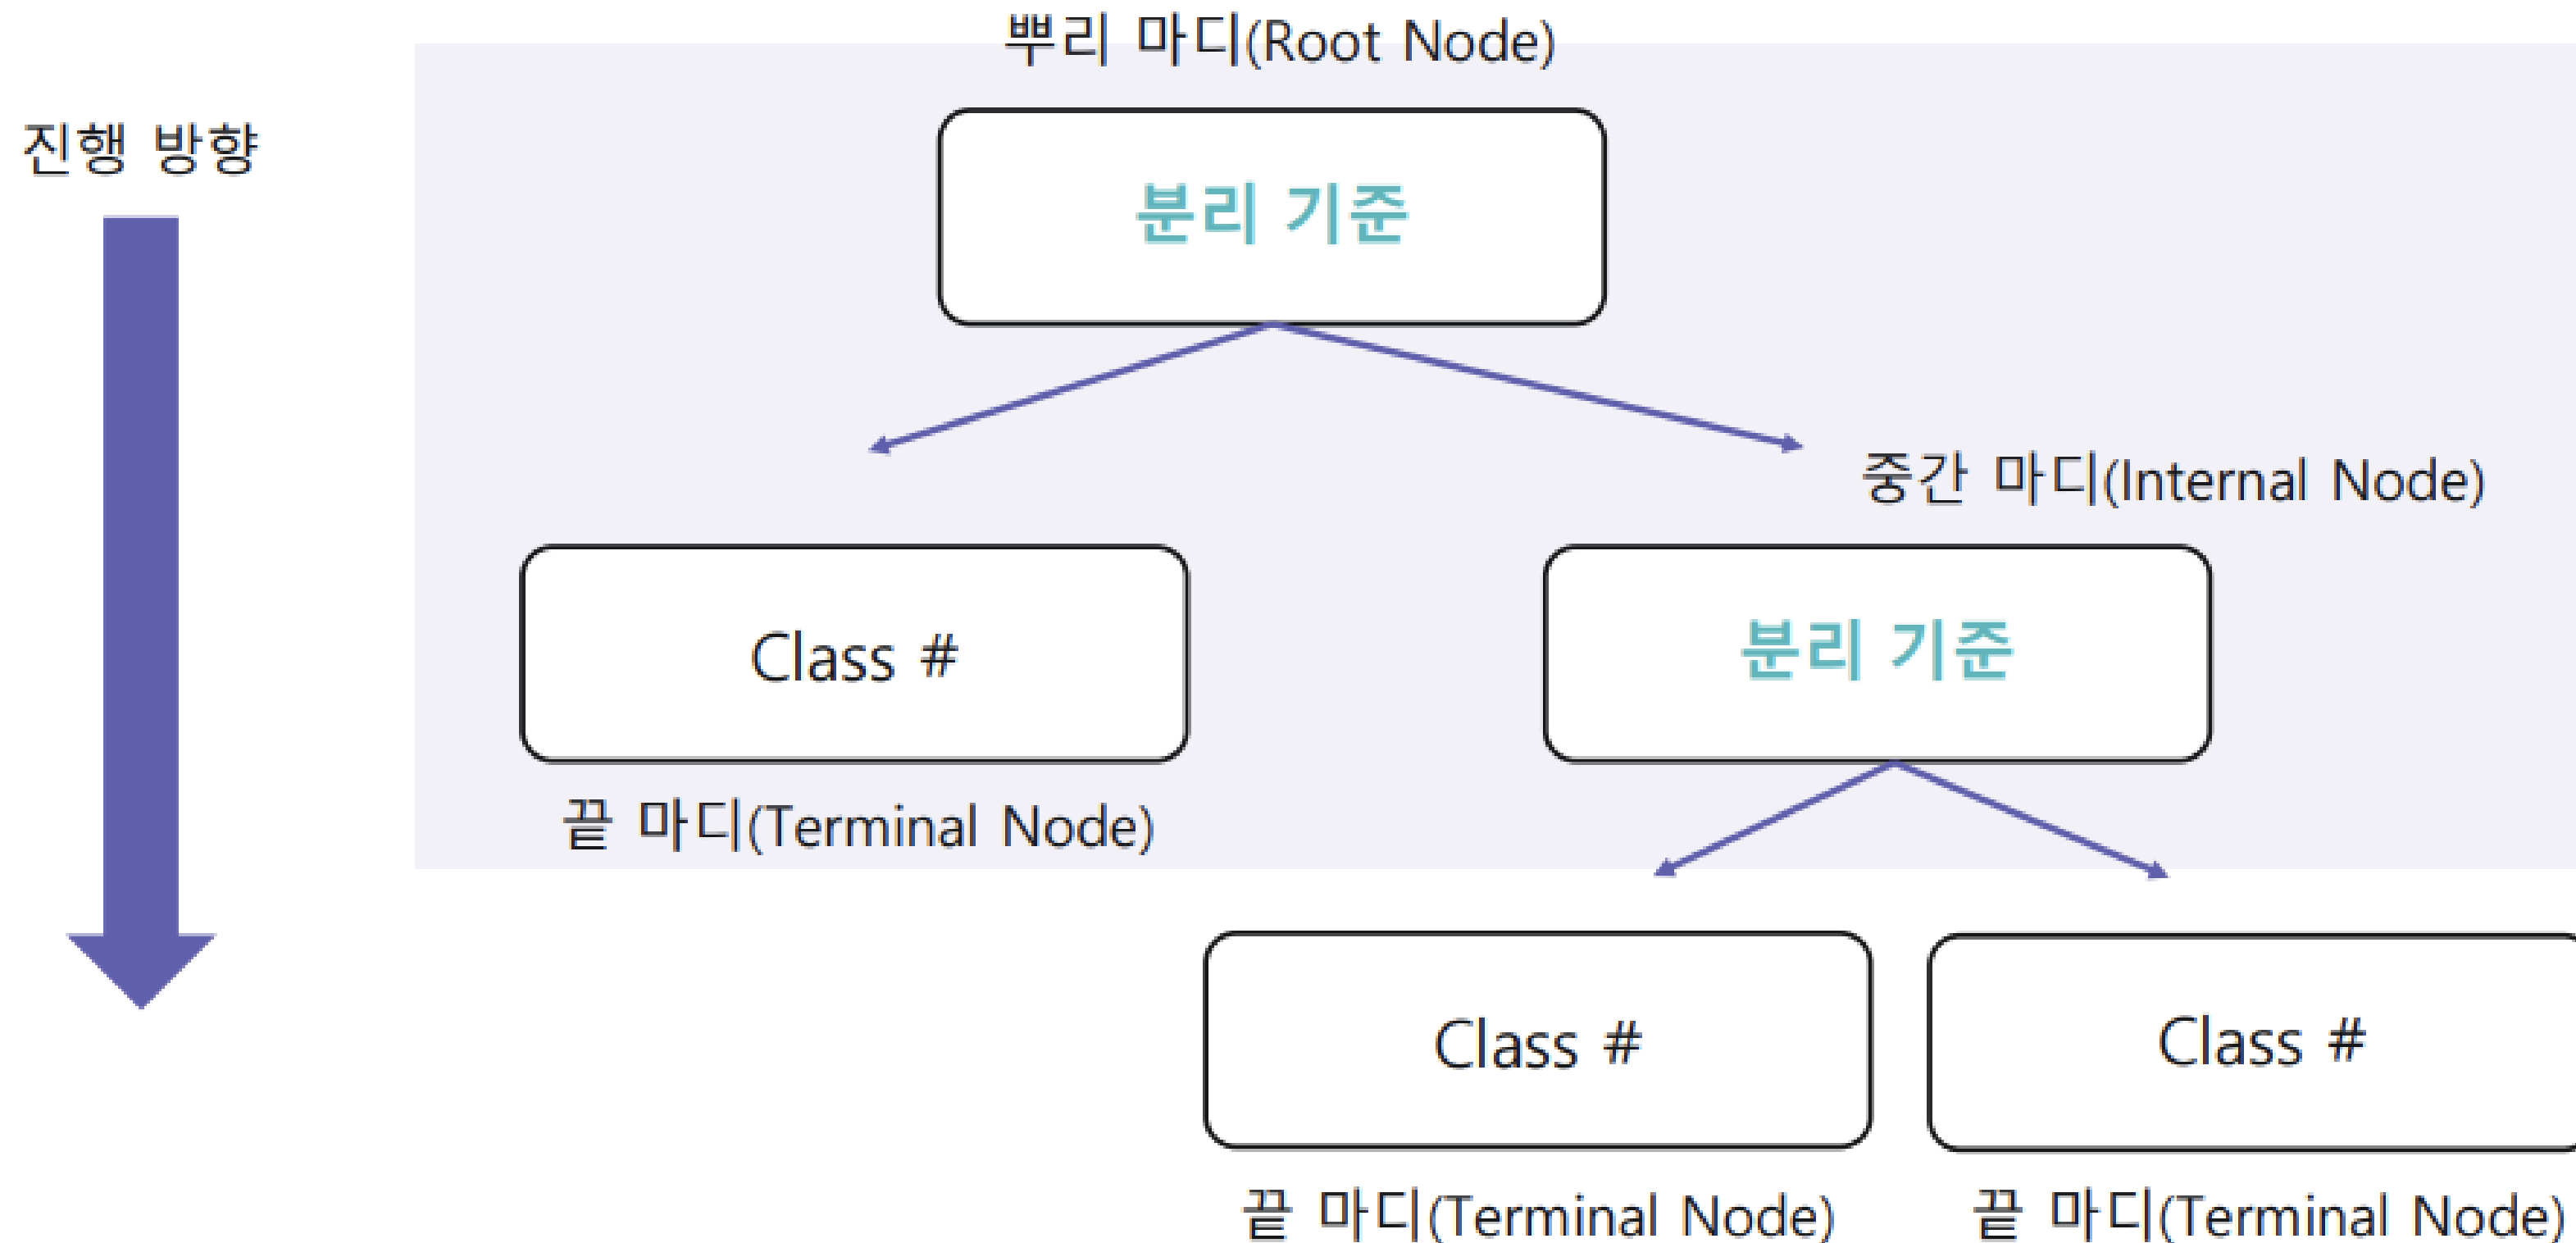 뿌리 마디(Root Node)
진행 방향
분리 기준
중간 마디(Internal Node)
Class #
분리 기준
끝 마디(Terminal Node)
Class #
Class #
끝 마디(Terminal Node)
끝 마디(Terminal Node)